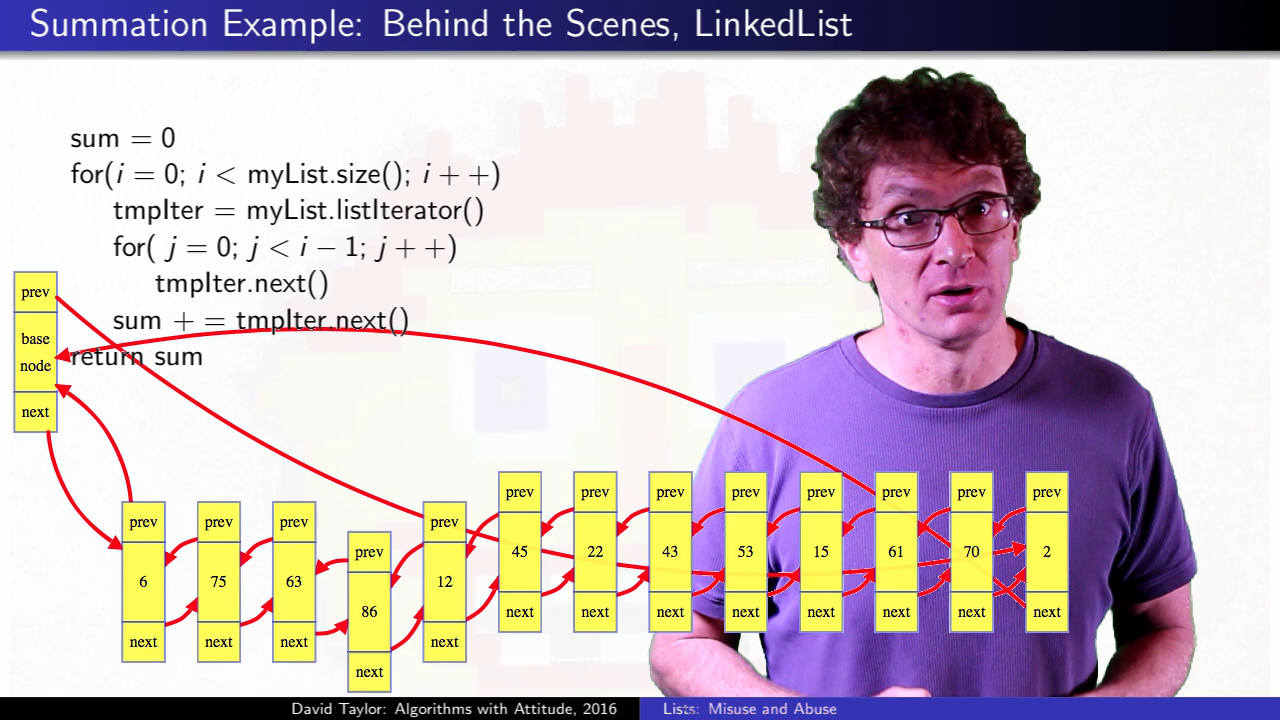 Summation Example: Behind the Scenes, LinkedList
sum = 0
for(i = 0; i < myList.size(); i + +)
tmpIter = myList.listIterator()
for( j = 0; j < i − 1; j + +)
tmpIter.next()
sum + = tmpIter.next()
return sum
prev
base
node
next
prev
6
next
prev
75
next
prev
63
next
prev
86
next
prev
12
next
prev
45
next
prev
22
next
prev
43
next
prev
53
next
prev
15
next
prev
61
next
prev
70
next
prev
2
next
David Taylor: Algorithms with Attitude, 2016
Lists: Misuse and Abuse